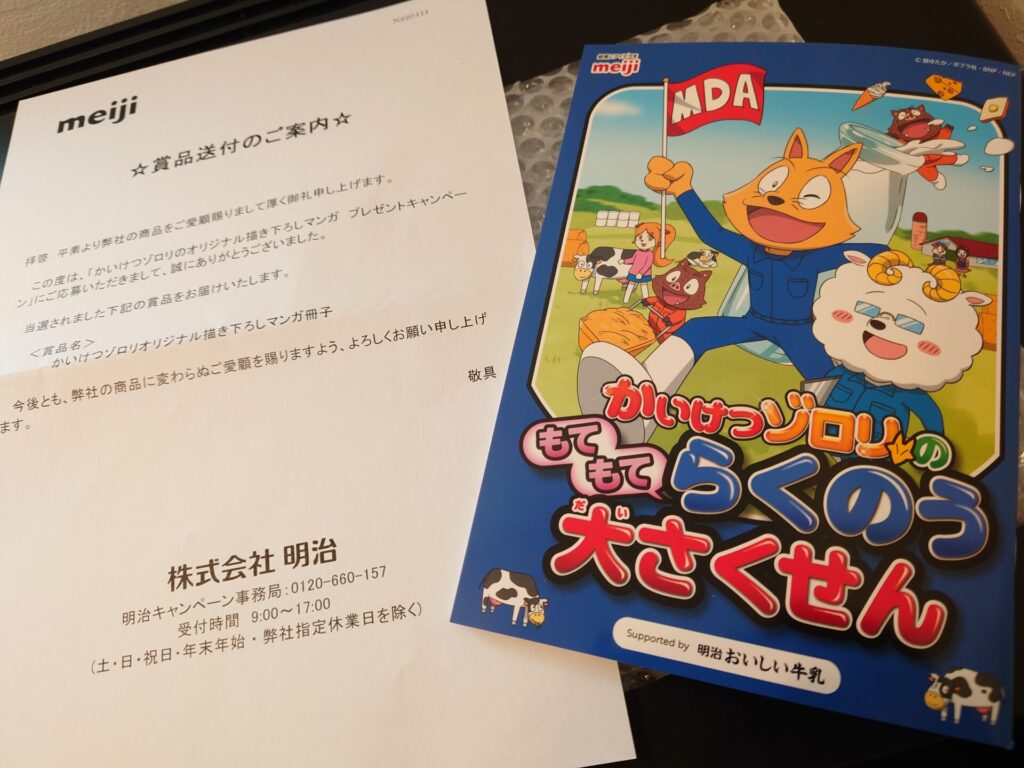 N220111
meiji
☆賞品送付のご案内☆
拝啓 平素より弊社の商品をご愛顧賜りまして厚く御礼申し上げます。
この度は、「かいけつゾロリのオリジナル描き下ろしマンガ プレゼントキャンペー
ン」にご応募いただきまして、誠にありがとうございました。
当選されました下記の賞品をお届けいたします。
＜賞品名＞
かいけつゾロリオリジナル描き下ろしマンガ冊子
今後とも、弊社の商品に変わらぬご愛顧を賜りますよう、よろしくお願い申し上げ
ます。
敬具
株式会社 明治
明治キャンペーン事務局：0120-660-157
受付時間 9:00～17:00
(土・日・祝日・年末年始・弊社指定休業日を除く)
meiji
© 原ゆたか／ポプラ社・BNP・NEP
MDA
かいけつゾロリの
もて
もて
らくのう
だい
大さくせん
Supported by 明治おいしい牛乳